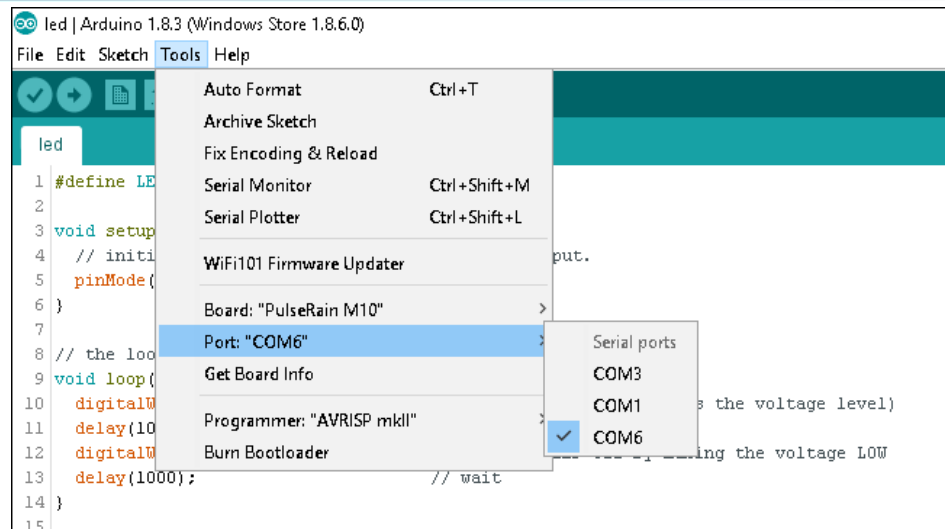 led | Arduino 1.8.3 (Windows Store 1.8.6.0)
File Edit Sketch Tools Help
Auto Format Ctrl+T
Archive Sketch
Fix Encoding & Reload
Serial Monitor Ctrl+Shift+M
Serial Plotter Ctrl+Shift+L
WiFi101 Firmware Updater
Board: "PulseRain M10"
Port: "COM6"
Get Board Info
Programmer: "AVRISP mkII"
Burn Bootloader
Serial ports
COM3
COM1
COM6
led
1 #define LE
2
3 void setup
4 // initi put.
5 pinMode(
6 }
7
8 // the loo
9 void loop(
10 digitalW s the voltage level)
11 delay(10
12 digitalW ing the voltage LOW
13 delay(1000); // wait
14 }
15